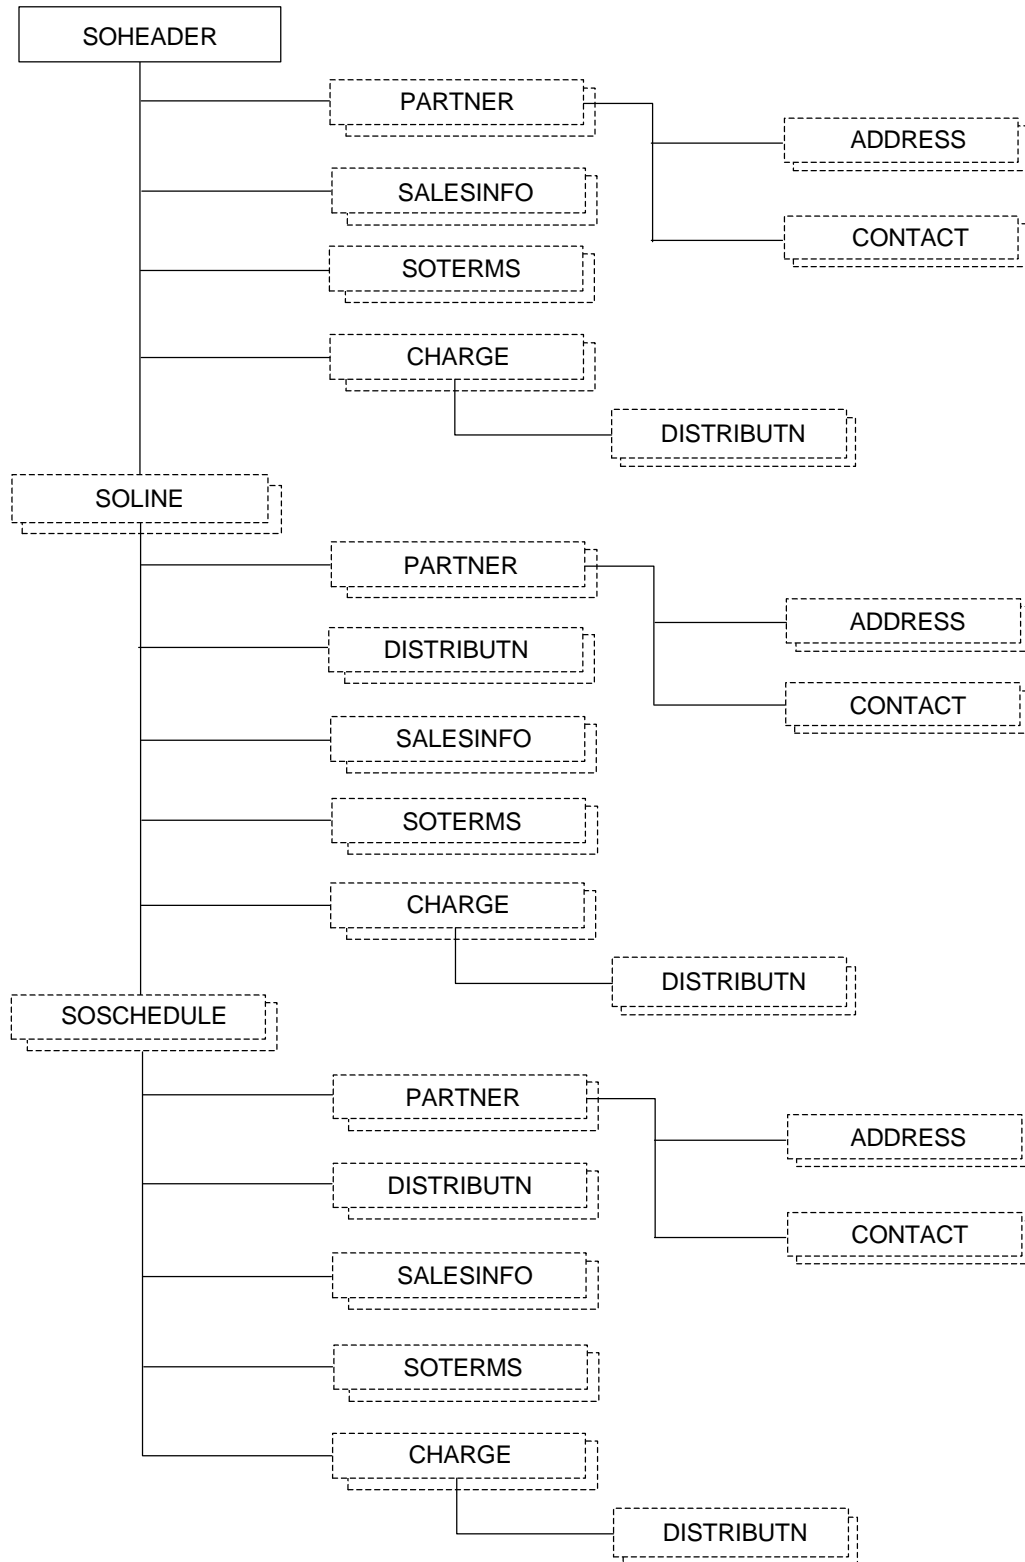 SOHEADER
PARTNER
ADDRESS
SALESINFO
CONTACT
SOTERMS
CHARGE
DISTRIBUTN
SOLINE
PARTNER
ADDRESS
DISTRIBUTN
CONTACT
SALESINFO
SOTERMS
CHARGE
DISTRIBUTN
SOSCHEDULE
PARTNER
ADDRESS
DISTRIBUTN
CONTACT
SALESINFO
SOTERMS
CHARGE
DISTRIBUTN